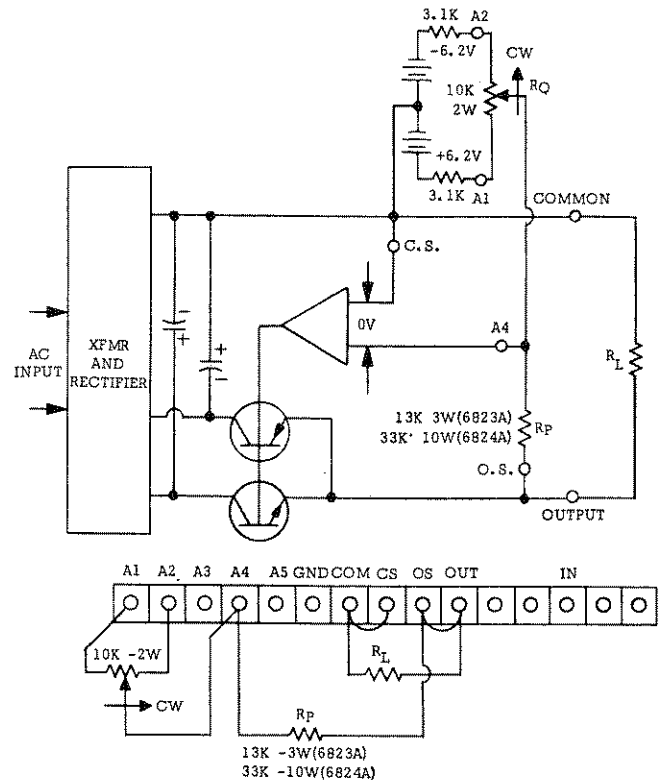 3.1K A2
-6.2V
CW
10K
2W
RQ
+6.2V
3.1K A1
COMMON
C.S.
0V
A4
AC
INPUT
XFMR
AND
RECTIFIER
RL
13K 3W(6823A)
33K 10W(6824A)
RP
O.S.
OUTPUT
A1 A2 A3 A4 A5 GND COM CS OS OUT IN
10K -2W
CW
RL
RP
13K -3W(6823A)
33K -10W(6824A)